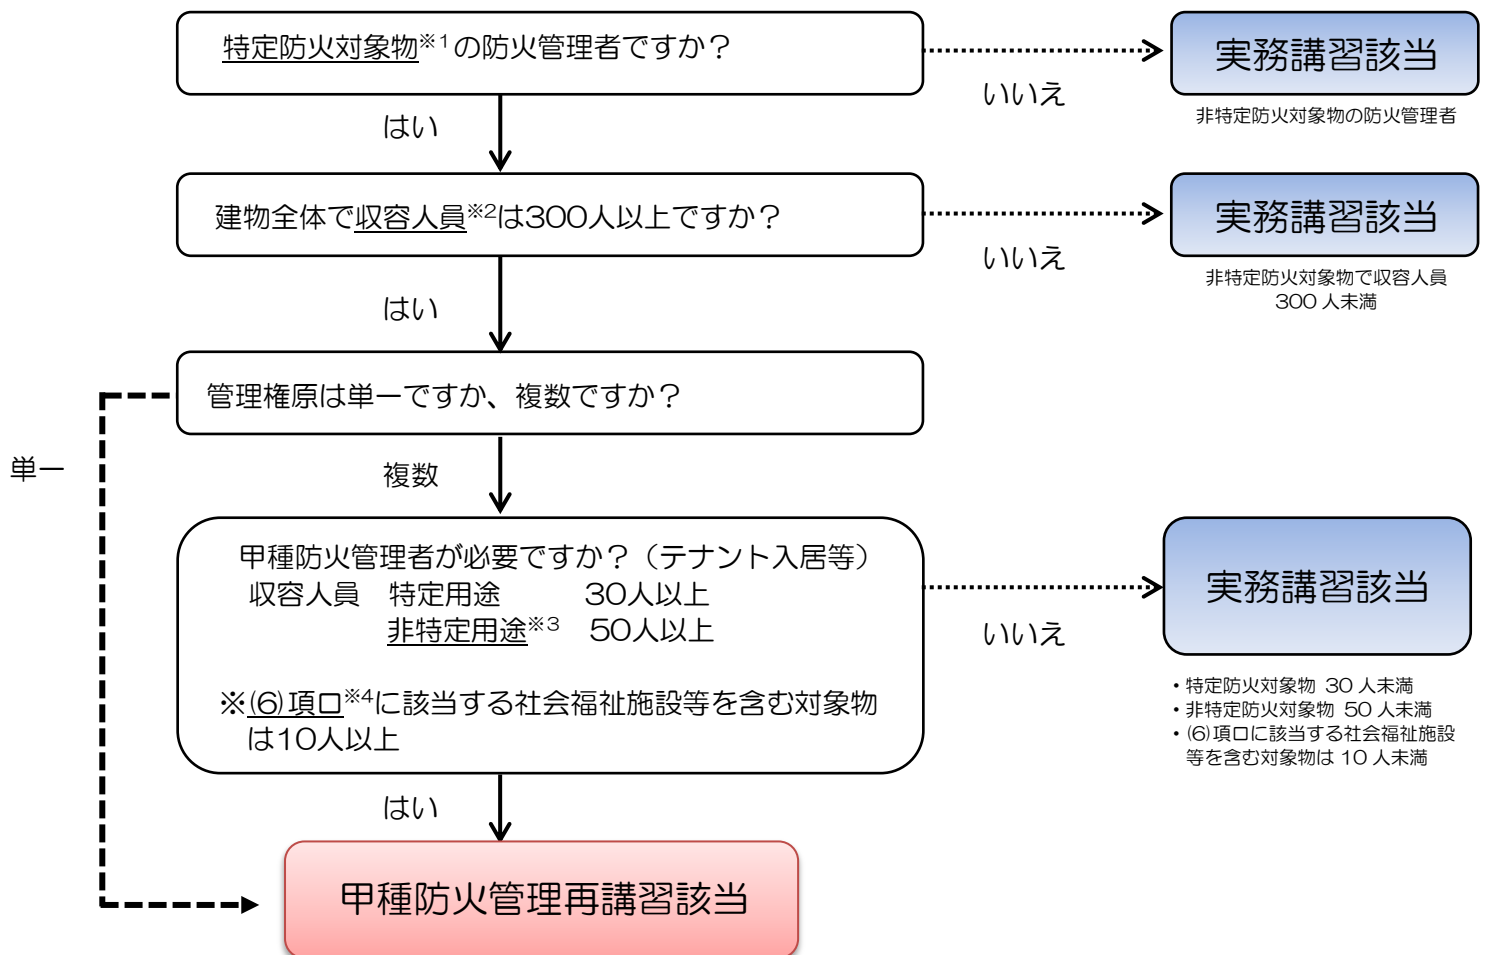 特定防火対象物※1の防火管理者ですか？
実務講習該当
いいえ
非特定防火対象物の防火管理者
はい
建物全体で収容人員※2は300人以上ですか？
実務講習該当
いいえ
非特定防火対象物で収容人員
300人未満
はい
管理権原は単一ですか、複数ですか？
単一
複数
甲種防火管理者が必要ですか？（テナント入居等）
収容人員　特定用途　　　30人以上
非特定用途※3　50人以上
※(6)項ロ※4に該当する社会福祉施設等を含む対象物
は10人以上
実務講習該当
いいえ
・特定防火対象物 30人未満
・非特定防火対象物 50人未満
・(6)項ロに該当する社会福祉施設
等を含む対象物は10人未満
はい
甲種防火管理再講習該当